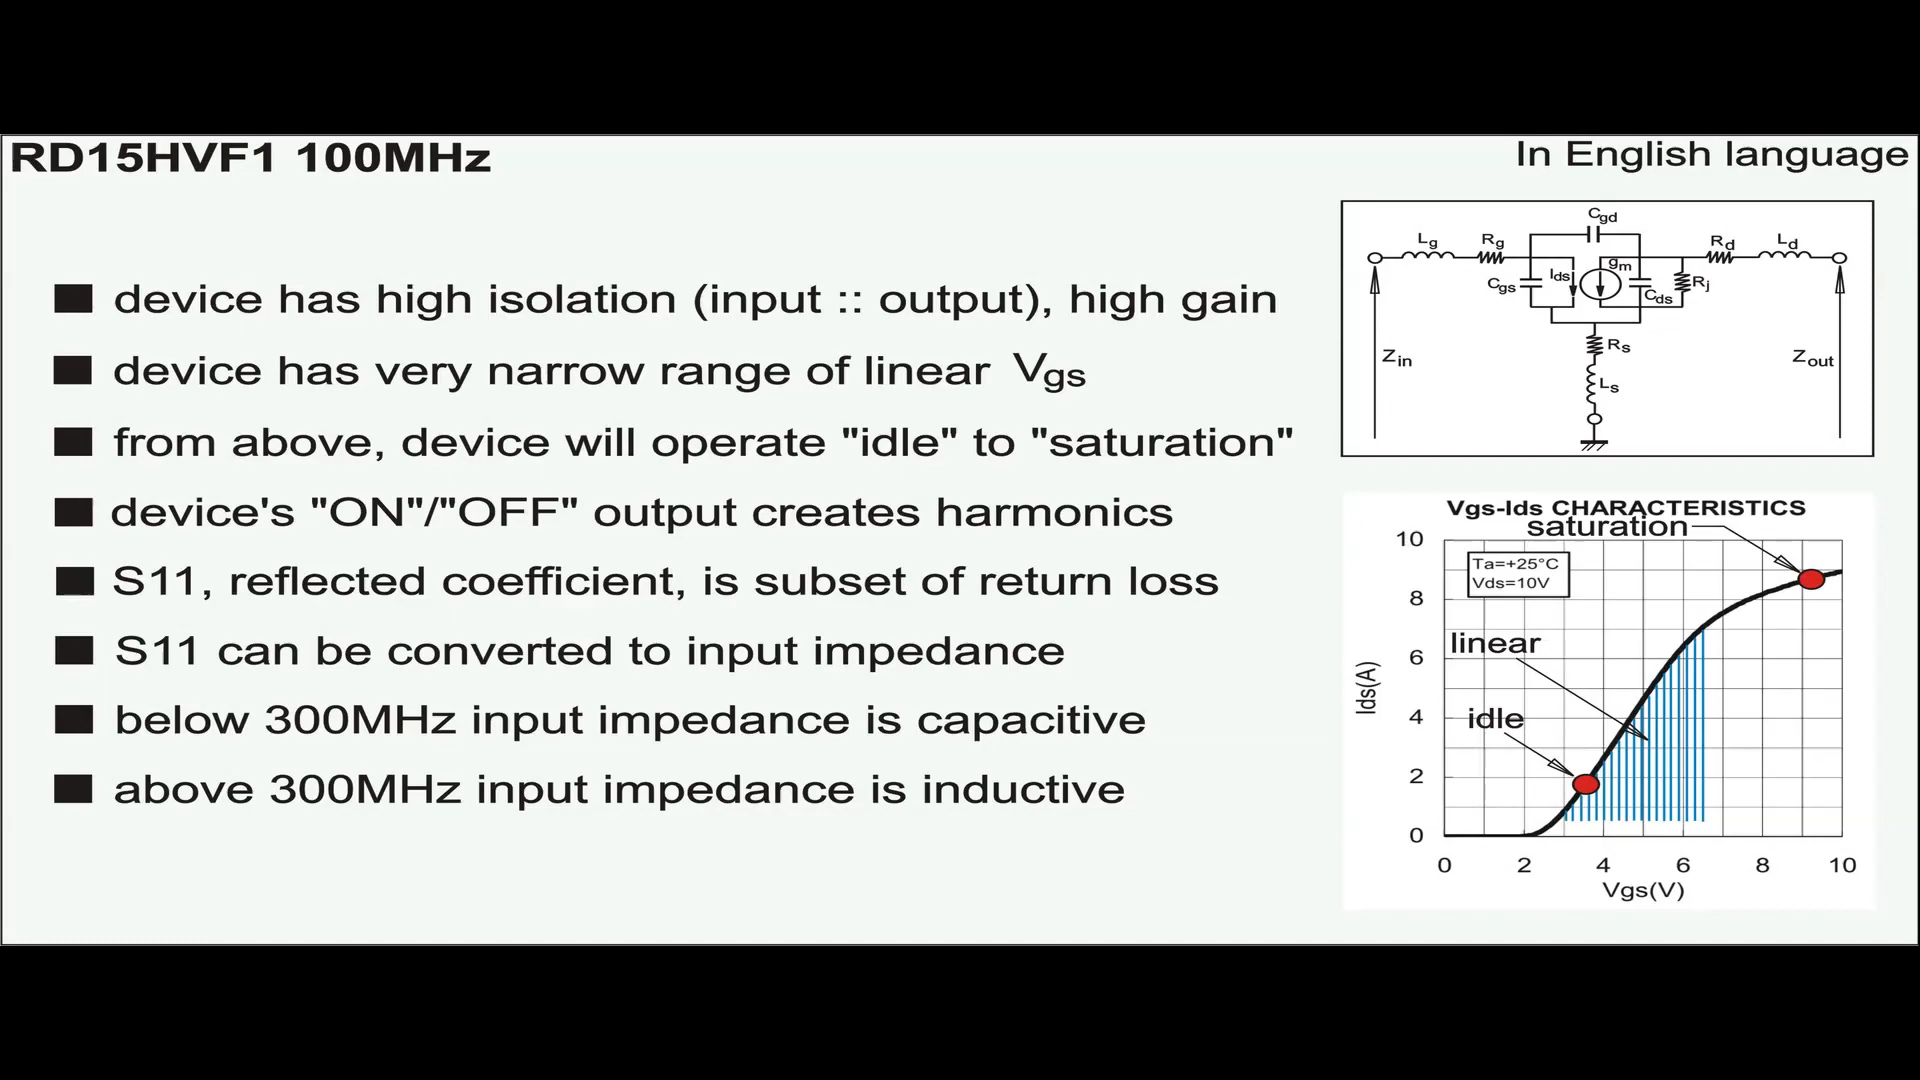 RD15HVF1 100MHz
In English language
device has high isolation (input :: output), high gain
device has very narrow range of linear Vgs
from above, device will operate "idle" to "saturation"
device's "ON"/"OFF" output creates harmonics
S11, reflected coefficient, is subset of return loss
S11 can be converted to input impedance
below 300MHz input impedance is capacitive
above 300MHz input impedance is inductive
Cgd
Lg Rg Rd Ld
Ids gm Rj
Cgs Cds
Rs
Zin Zout
Ls
Vgs-Ids CHARACTERISTICS
saturation
10
Ta=+25°C
Vds=10V
8
linear
6
Ids(A)
4
idle
2
0
0 2 4 6 8 10
Vgs(V)